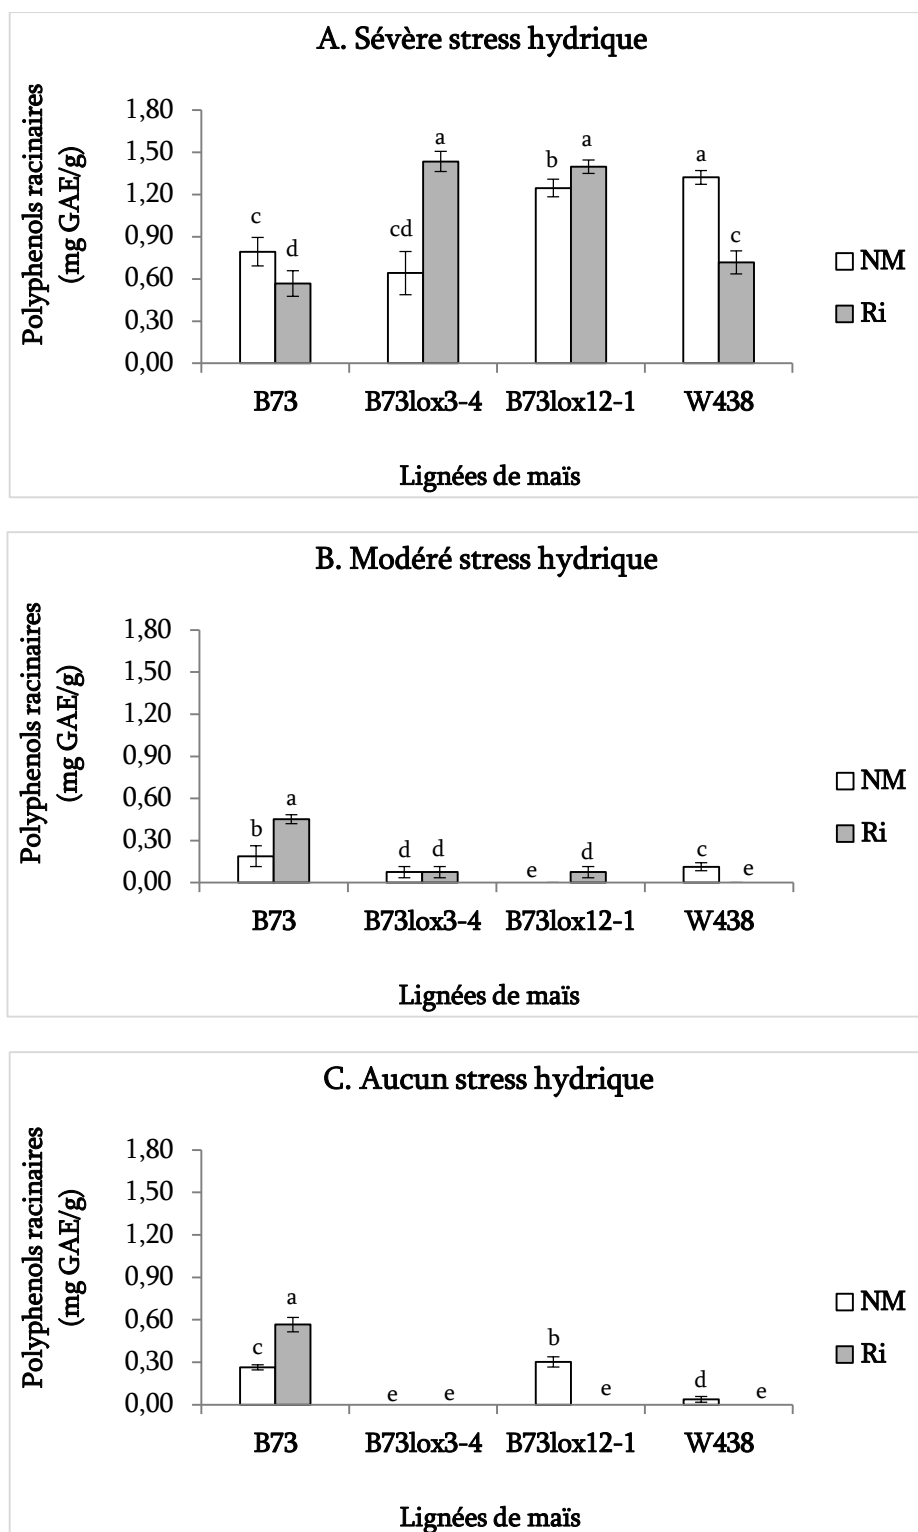 A. Sévère stress hydrique
Polyphenols racinaires
(mg GAE/g)
1,80
1,50
1,20
0,90
0,60
0,30
0,00
c
d
cd
a
b
a
a
c
B73
B73lox3-4
B73lox12-1
W438
Lignées de maïs
NM
Ri
B. Modéré stress hydrique
Polyphenols racinaires
(mg GAE/g)
1,80
1,50
1,20
0,90
0,60
0,30
0,00
b
a
d
d
e
d
c
e
B73
B73lox3-4
B73lox12-1
W438
Lignées de maïs
NM
Ri
C. Aucun stress hydrique
Polyphenols racinaires
(mg GAE/g)
1,80
1,50
1,20
0,90
0,60
0,30
0,00
c
a
e
e
b
e
d
e
B73
B73lox3-4
B73lox12-1
W438
Lignées de maïs
NM
Ri